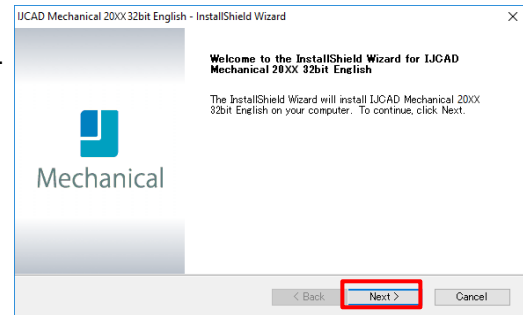 IJCAD Mechanical 20XX 32bit English - InstallShield Wizard
Welcome to the InstallShield Wizard for IJCAD
Mechanical 20XX 32bit English
The InstallShield Wizard will install IJCAD Mechanical 20XX
32bit English on your computer. To continue, click Next.
Mechanical
< Back Next > Cancel